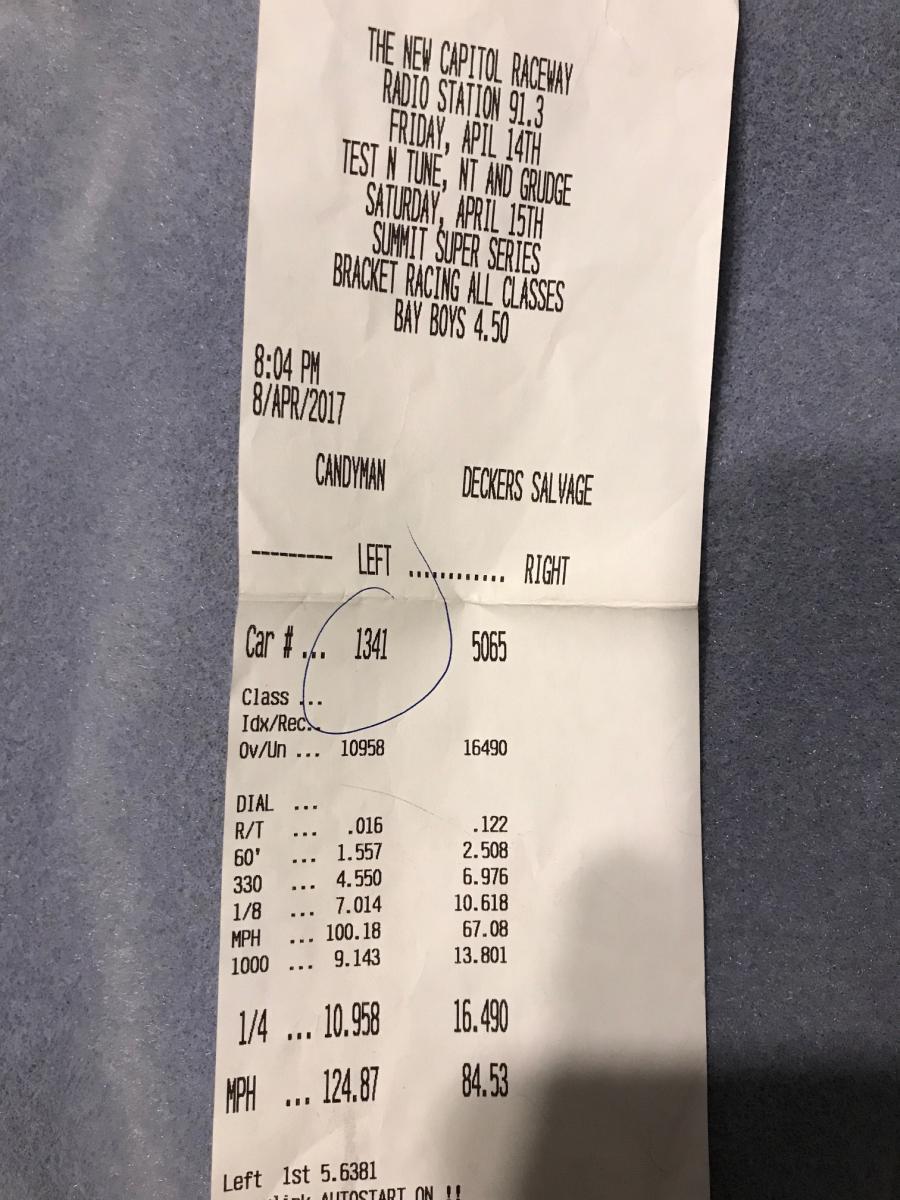 THE NEW CAPITOL RACEWAY
RADIO STATION 91.3
FRIDAY, APIL 14TH
TEST N TUNE, NT AND GRUDGE
SATURDAY, APRIL 15TH
SUMMIT SUPER SERIES
BRACKET RACING ALL CLASSES
BAY BOYS 4.50
8:04 PM
8/APR/2017
CANDYMAN DECKERS SALVAGE
--------- LEFT ............ RIGHT
Car # ... 1341 5065
Class ...
Idx/Rec..
Ov/Un ... 10958 16490
DIAL ...
R/T ... .016 .122
60' ... 1.557 2.508
330 ... 4.550 6.976
1/8 ... 7.014 10.618
MPH ... 100.18 67.08
1000 ... 9.143 13.801
1/4 ... 10.958 16.490
MPH ... 124.87 84.53
Left 1st 5.6381
AUTOSTART ON !!